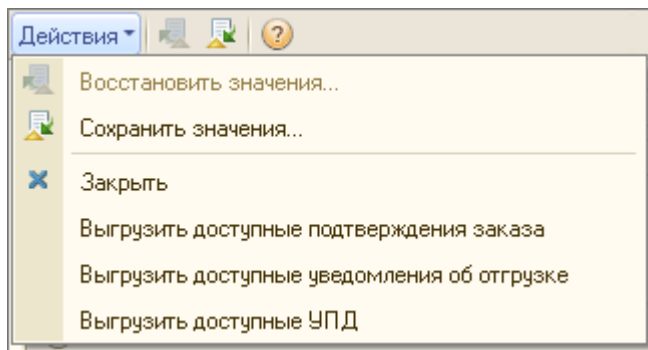 Действия
Восстановить значения...
Сохранить значения...
Закрыть
Выгрузить доступные подтверждения заказа
Выгрузить доступные уведомления об отгрузке
Выгрузить доступные УПД